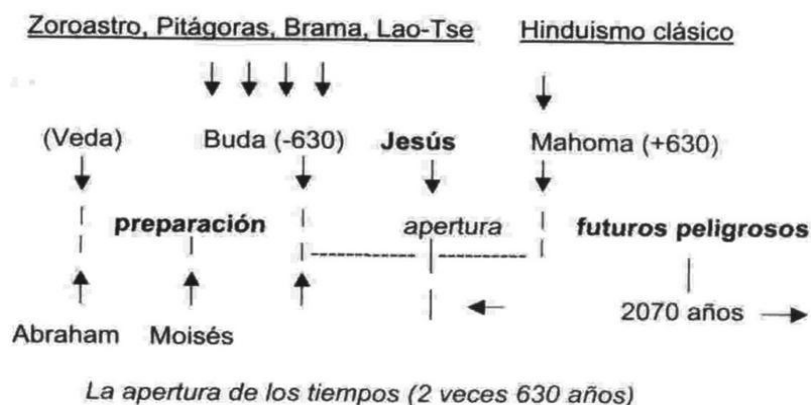 Zoroastro, Pitágoras, Brama, Lao-Tse Hinduismo clásico
(Veda) Buda (-630) Jesús Mahoma (+630)
preparación apertura futuros peligrosos
2070 años
Abraham Moisés
La apertura de los tiempos (2 veces 630 años)